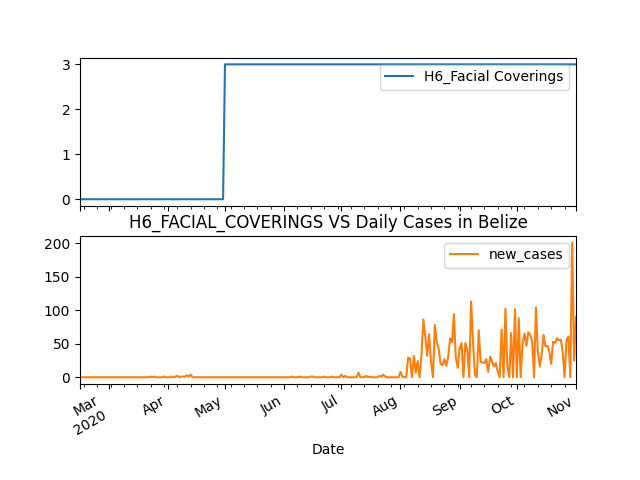 3
2
1
0
H6_Facial Coverings
H6_FACIAL_COVERINGS VS Daily Cases in Belize
200
150
100
50
0
new_cases
Mar
2020
Apr
May
Jun
Jul
Aug
Sep
Oct
Nov
Date